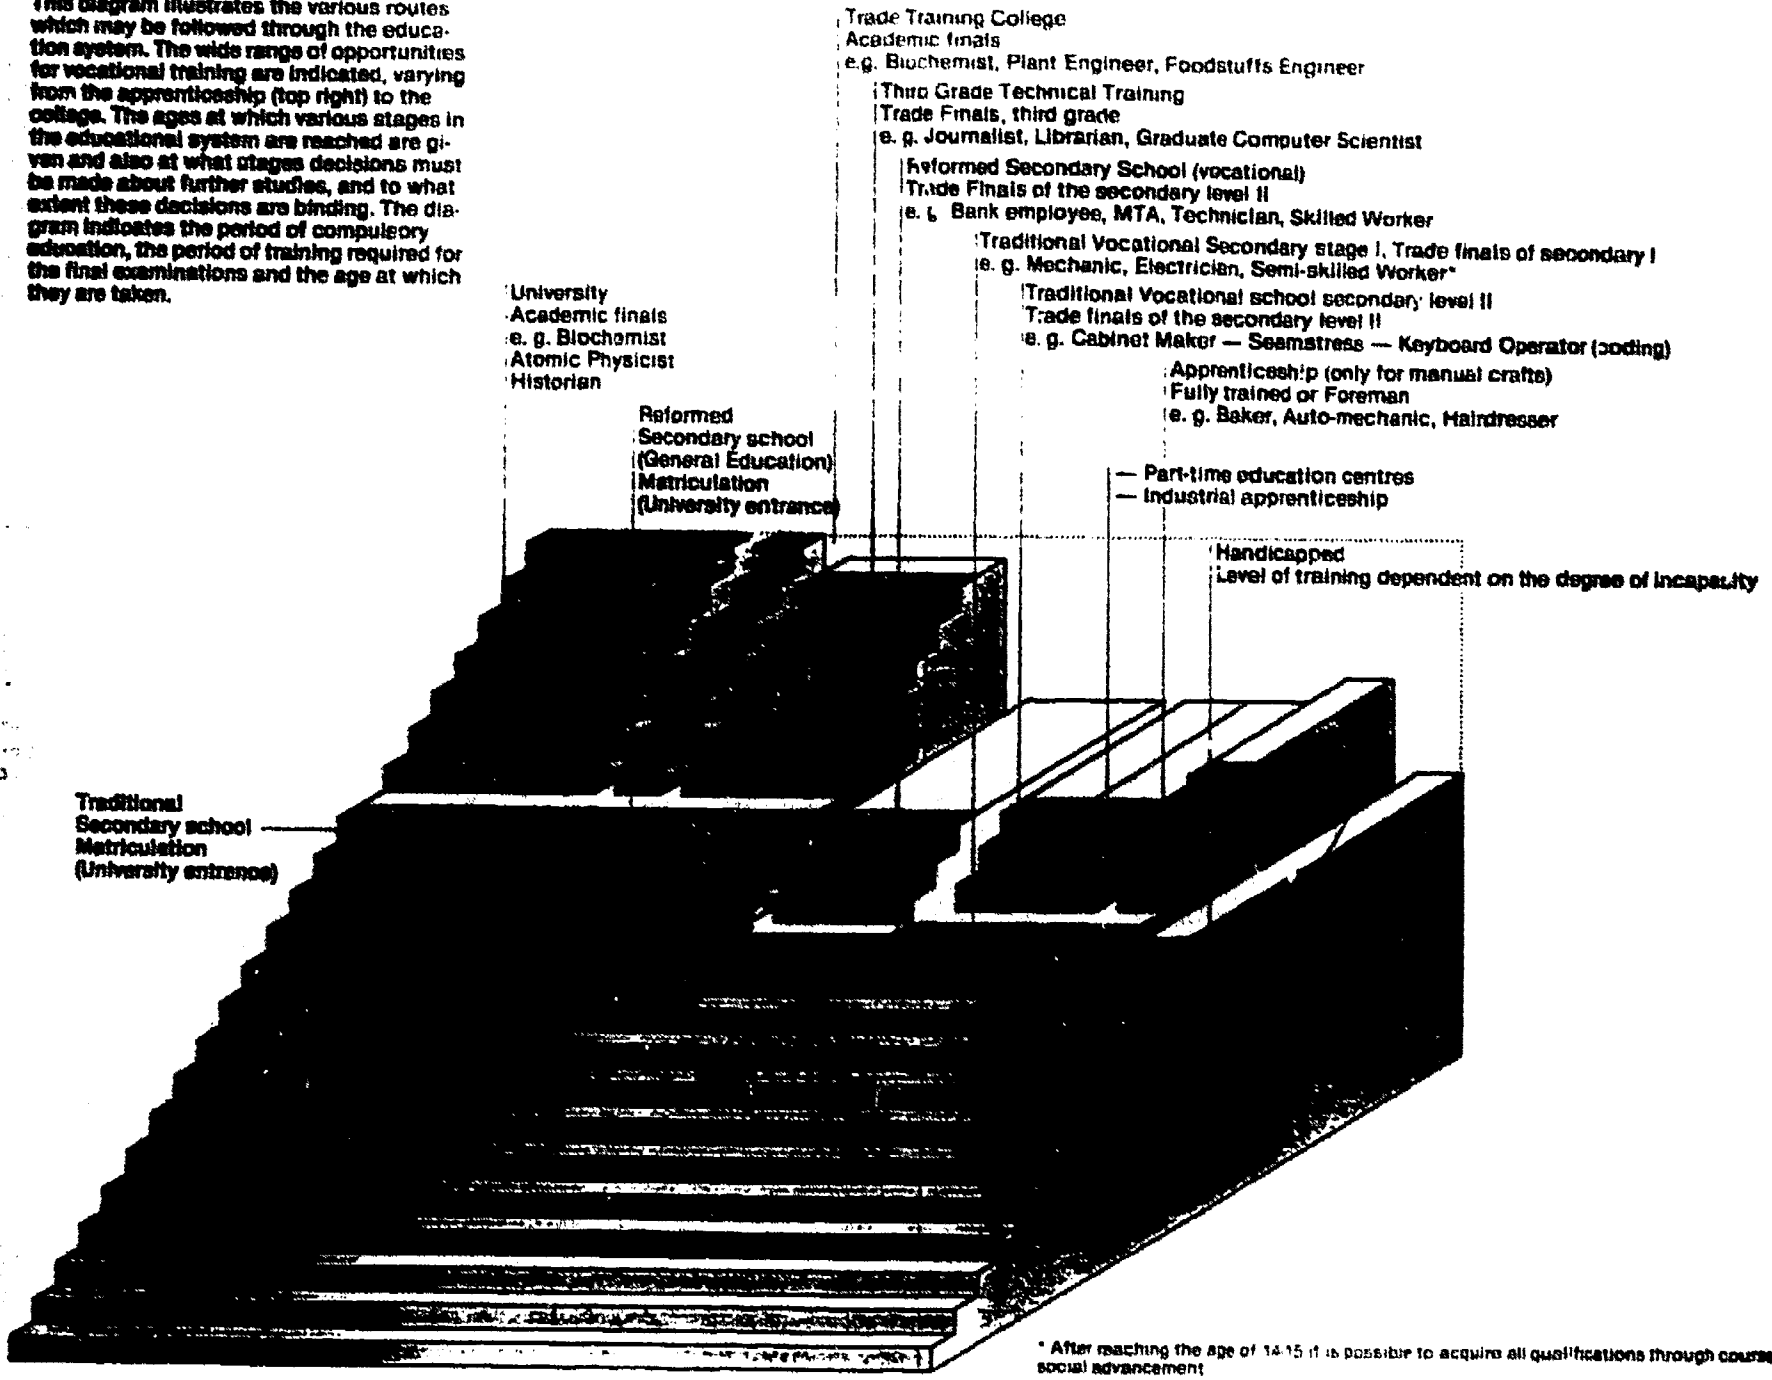 This diagram illustrates the various routes
which may be followed through the educa-
tion system. The wide range of opportunities
for vocational training are indicated, varying
from the apprenticeship (top right) to the
college. The ages at which various stages in
the educational system are reached are gi-
ven and also at what stages decisions must
be made about further studies, and to what
extent these decisions are binding. The dia-
gram indicates the period of compulsory
education, the period of training required for
the final examinations and the age at which
they are taken.
Trade Training College
Academic finals
e.g. Biochemist, Plant Engineer, Foodstuffs Engineer
Third Grade Technical Training
Trade Finals, third grade
e. g. Journalist, Librarian, Graduate Computer Scientist
Reformed Secondary School (vocational)
Trade Finals of the secondary level II
e. g. Bank employee, MTA, Technician, Skilled Worker
Traditional Vocational Secondary stage I, Trade finals of secondary I
e. g. Mechanic, Electrician, Semi-skilled Worker*
Traditional Vocational school secondary level II
Trade finals of the secondary level II
e. g. Cabinet Maker — Seamstress — Keyboard Operator (coding)
Apprenticeship (only for manual crafts)
Fully trained or Foreman
e. g. Baker, Auto-mechanic, Hairdresser
— Part-time education centres
— Industrial apprenticeship
Handicapped
Level of training dependent on the degree of incapacity
University
Academic finals
e. g. Biochemist
Atomic Physicist
Historian
Reformed
Secondary school
(General Education)
Matriculation
(University entrance)
Traditional
Secondary school
Matriculation
(University entrance)
* After reaching the age of 14-15 it is possible to acquire all qualifications through
social advancement